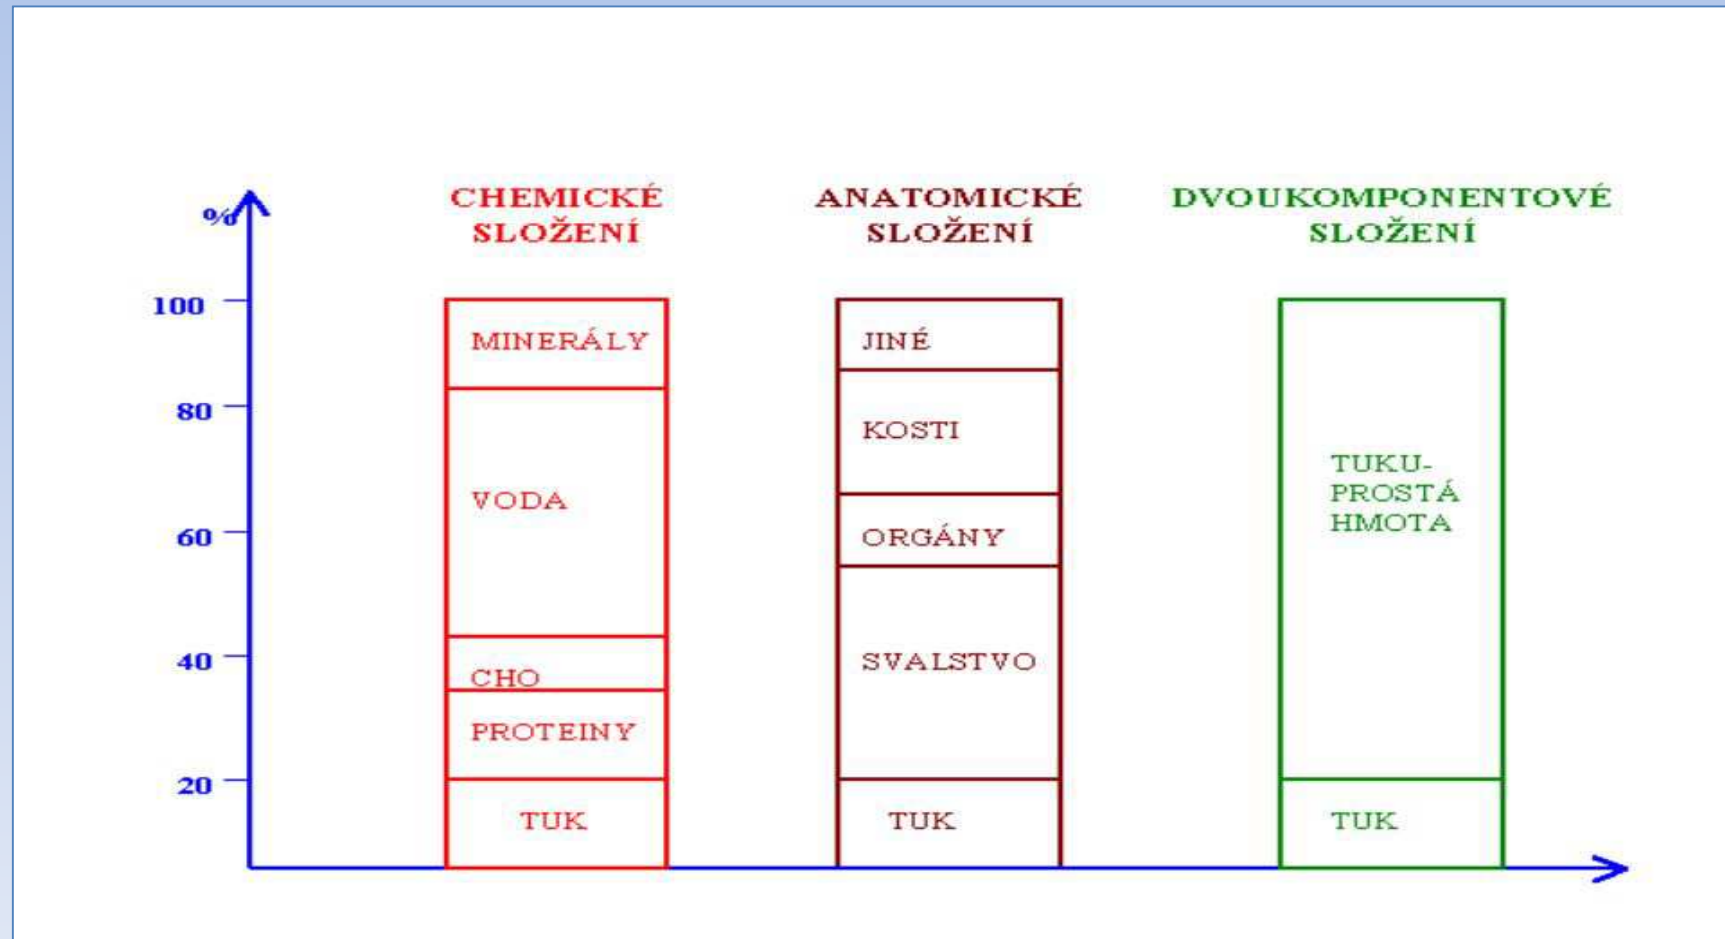 %
100
80
60
40
20
CHEMICKÉ
SLOŽENÍ
MINERÁLY
VODA
CHO
PROTEINY
TUK
ANATOMICKÉ
SLOŽENÍ
JINÉ
KOSTI
ORGÁNY
SVALSTVO
TUK
DVOUKOMPONENTOVÉ
SLOŽENÍ
TUKU-
PROSTÁ
HMOTA
TUK